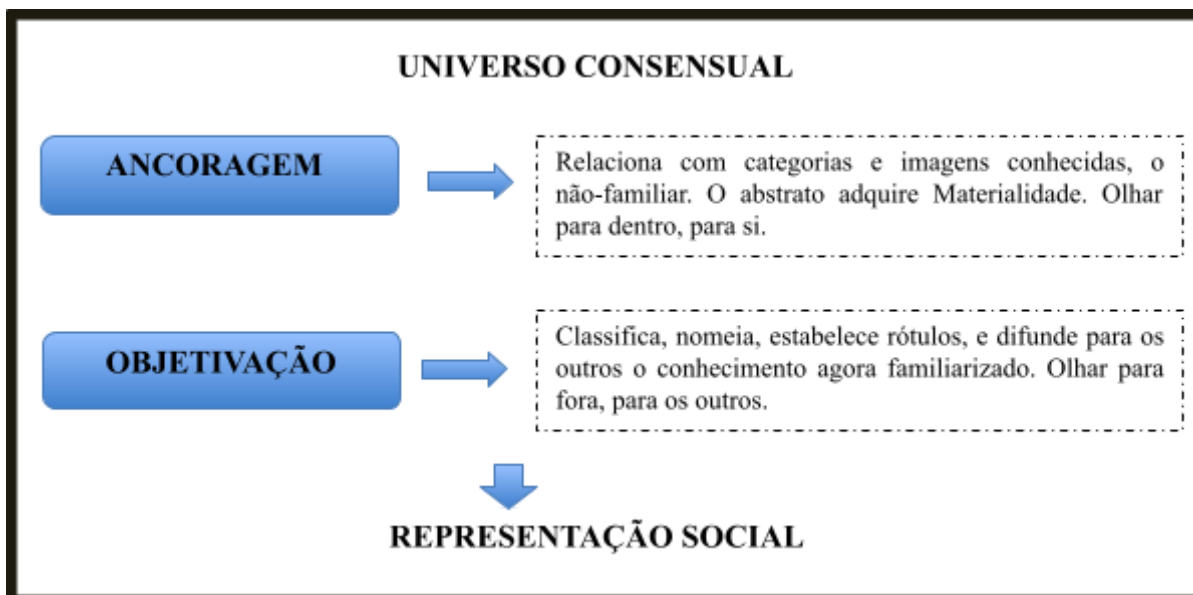 UNIVERSO CONSENSUAL
ANCORAGEM
Relaciona com categorias e imagens conhecidas, o
não-familiar. O abstrato adquire Materialidade. Olhar
para dentro, para si.
OBJETIVAÇÃO
Classifica, nomeia, estabelece rótulos, e difunde para os
outros o conhecimento agora familiarizado. Olhar para
fora, para os outros.
REPRESENTAÇÃO SOCIAL